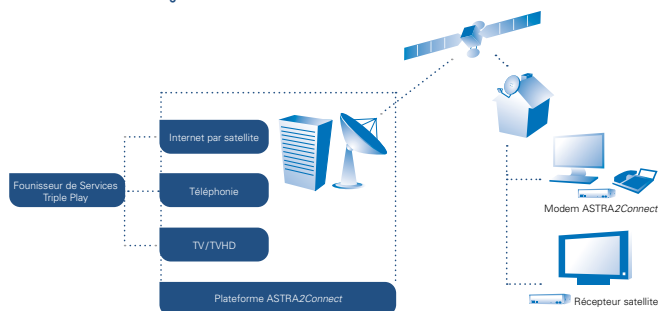 Internet par satellite
Founisseur de Services
Triple Play
Téléphonie
TV/TVHD
Plateforme ASTRA2Connect
Modem ASTRA2Connect
Récepteur satellite